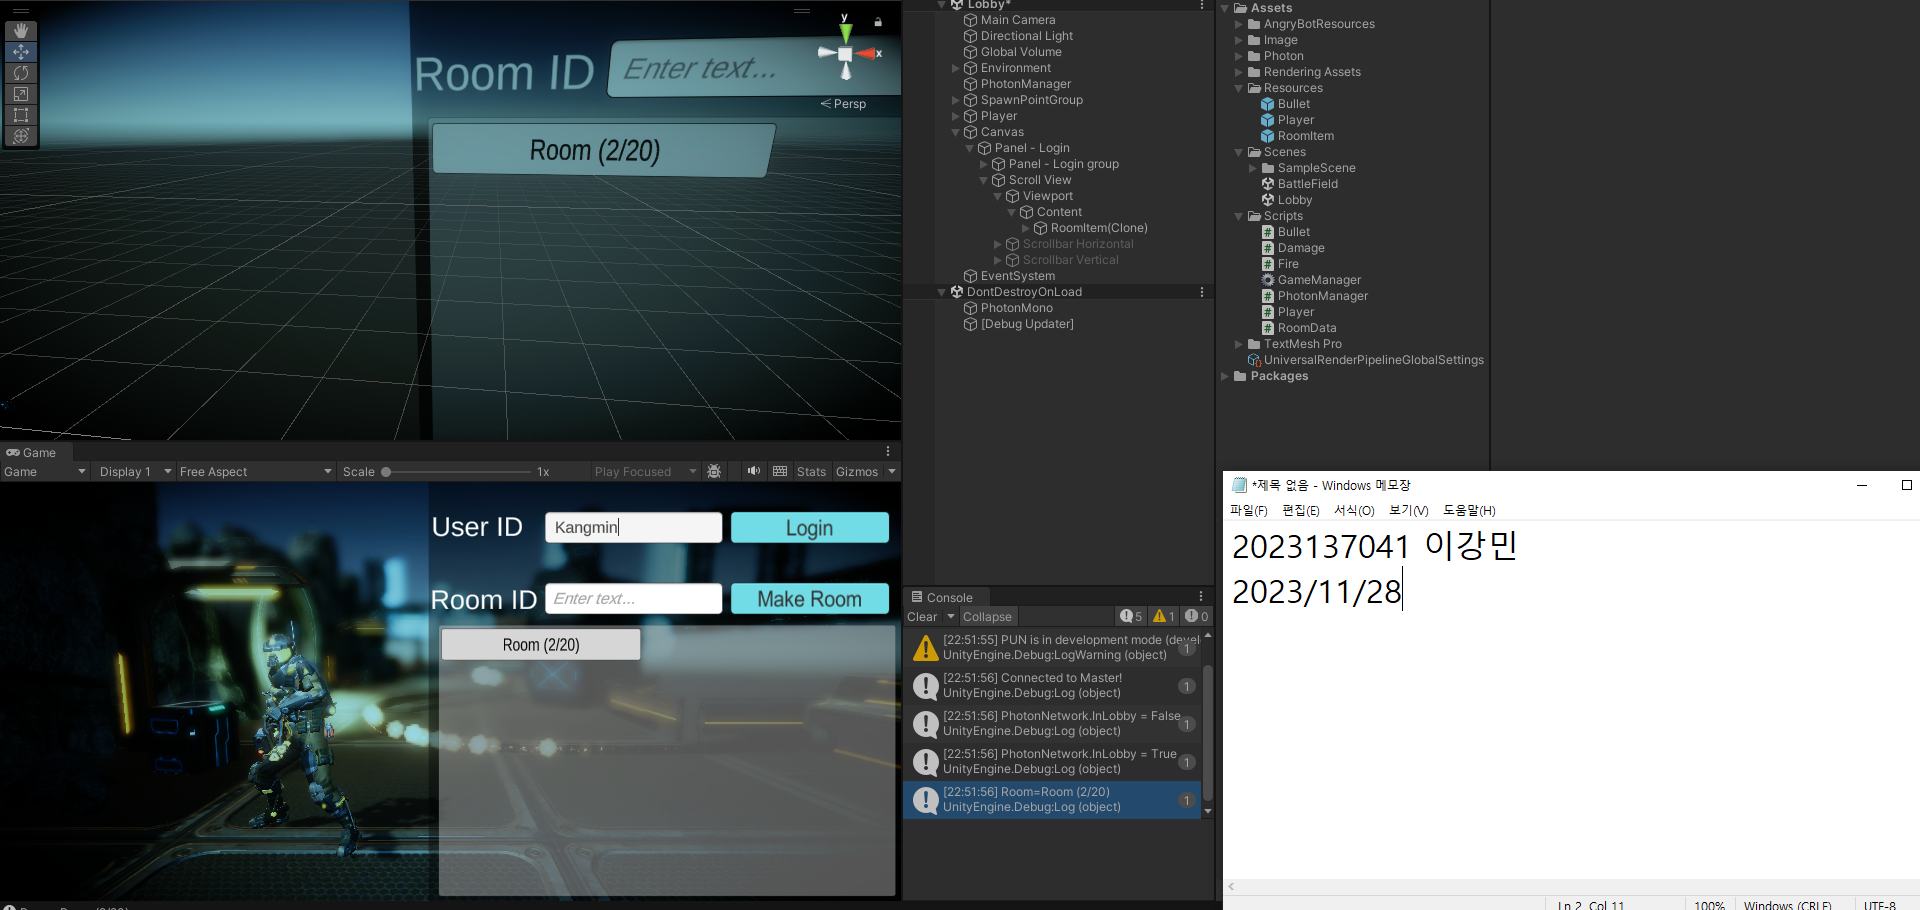 Room ID
Enter text...
Room (2/20)
y
x
Persp
Game
Game
Display 1
Free Aspect
Scale
1x
Play Focused
Stats
Gizmos
User ID
Kangmin
Login
Room ID
Enter text...
Make Room
Room (2/20)
Lobby*
Main Camera
Directional Light
Global Volume
Environment
PhotonManager
SpawnPointGroup
Player
Canvas
Panel - Login
Panel - Login group
Scroll View
Viewport
Content
RoomItem(Clone)
Scrollbar Horizontal
Scrollbar Vertical
EventSystem
DontDestroyOnLoad
PhotonMono
[Debug Updater]
Console
Clear
Collapse
5
1
0
[22:51:55] PUN is in development mode (devel
UnityEngine.Debug:LogWarning (object)
1
[22:51:56] Connected to Master!
UnityEngine.Debug:Log (object)
1
[22:51:56] PhotonNetwork.InLobby = False
UnityEngine.Debug:Log (object)
1
[22:51:56] PhotonNetwork.InLobby = True
UnityEngine.Debug:Log (object)
1
[22:51:56] Room=Room (2/20)
UnityEngine.Debug:Log (object)
1
Assets
AngryBotResources
Image
Photon
Rendering Assets
Resources
Bullet
Player
RoomItem
Scenes
SampleScene
BattleField
Lobby
Scripts
Bullet
Damage
Fire
GameManager
PhotonManager
Player
RoomData
TextMesh Pro
UniversalRenderPipelineGlobalSettings
Packages
*제목 없음 - Windows 메모장
파일(F) 편집(E) 서식(O) 보기(V) 도움말(H)
2023137041 이강민
2023/11/28
Ln 2, Col 11
100%
Windows (CRLF)
UTF-8